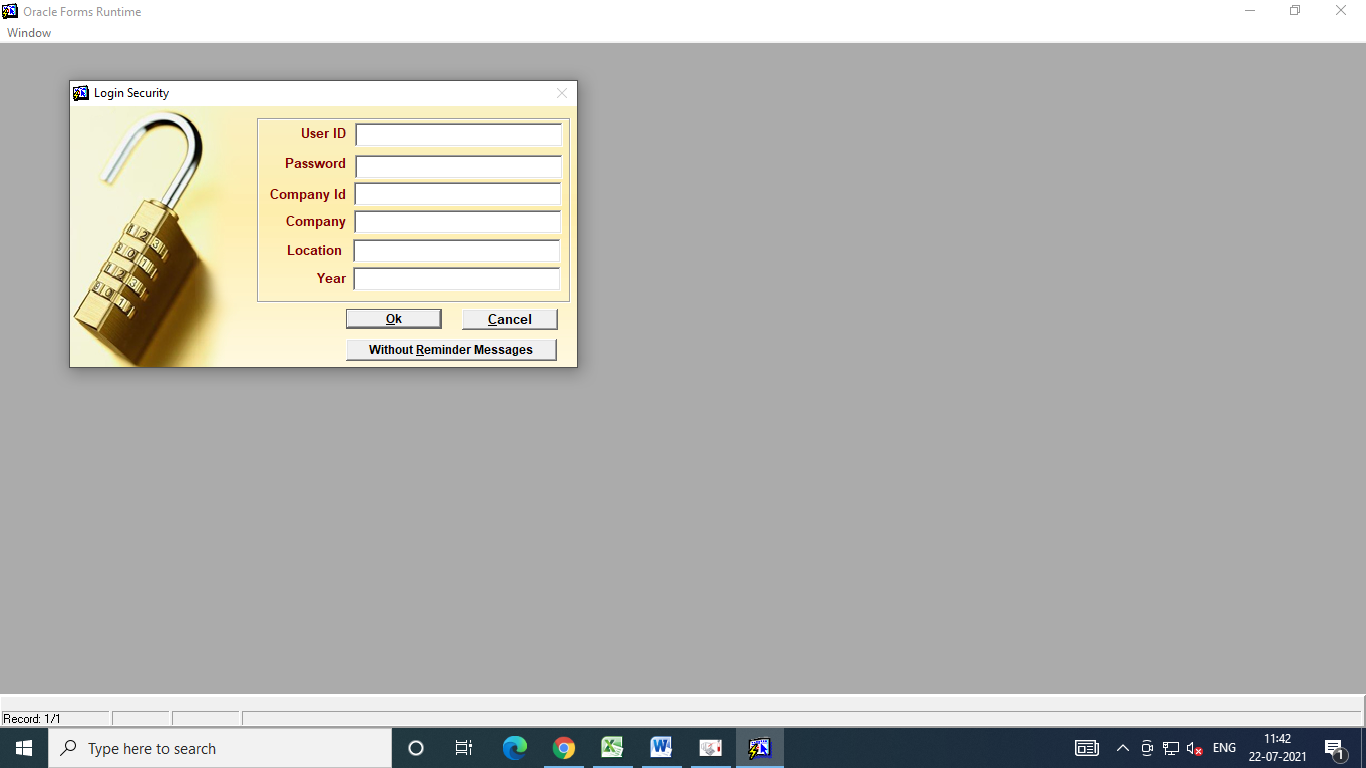 Oracle Forms Runtime
Window
Login Security
User ID
Password
Company Id
Company
Location
Year
Ok Cancel
Without Reminder Messages
Record: 1/1
Type here to search
ENG
11:42
22-07-2021
1